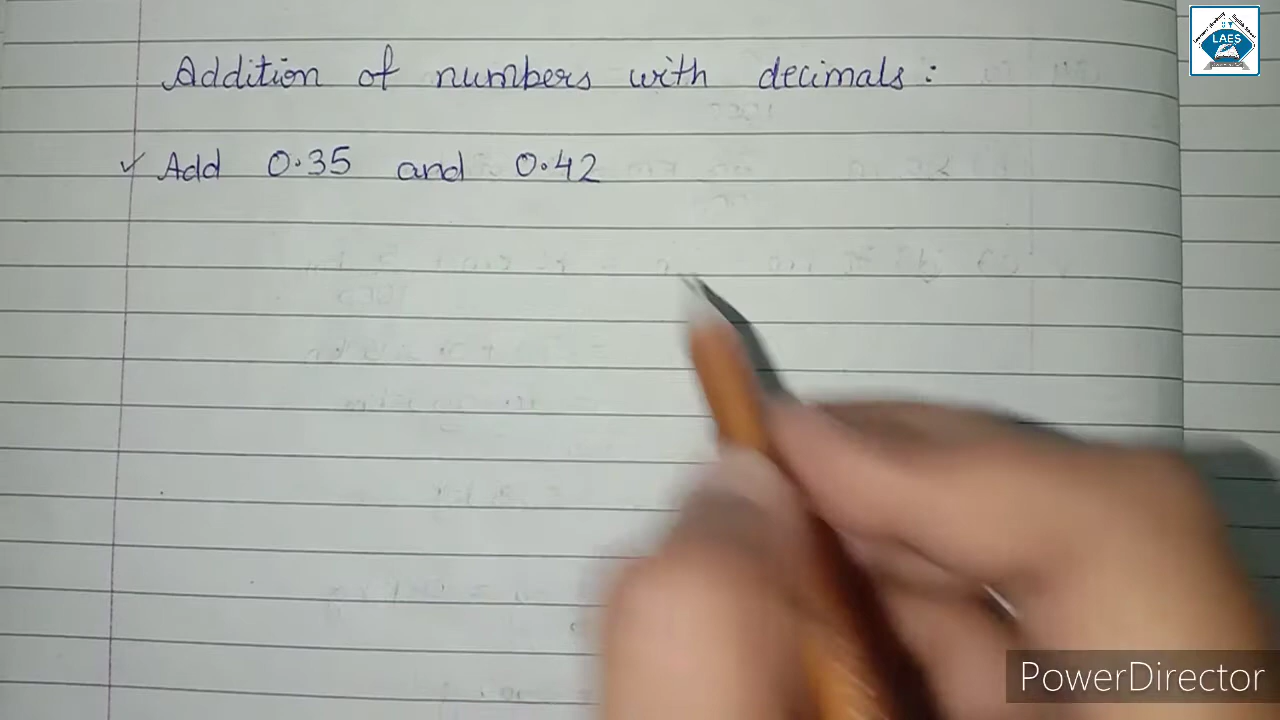 Addition of numbers with decimals:
✓ Add 0.35 and 0.42
LAES
PowerDirector